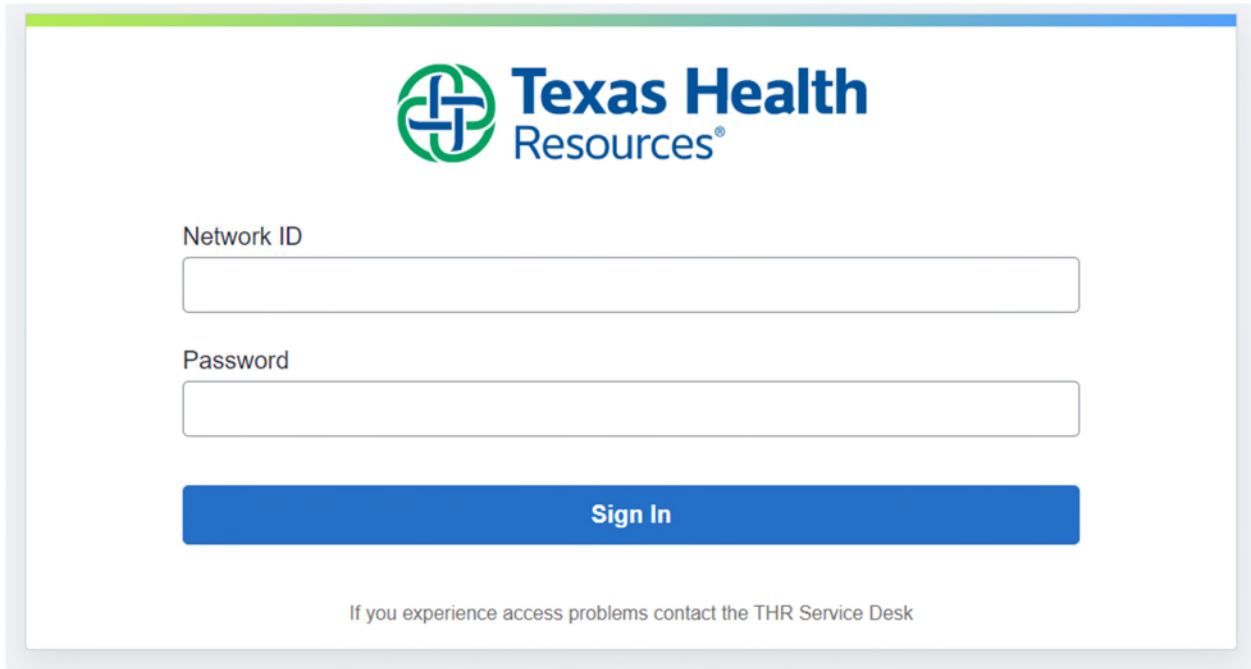 Texas Health
Resources®
Network ID
Password
Sign In
If you experience access problems contact the THR Service Desk